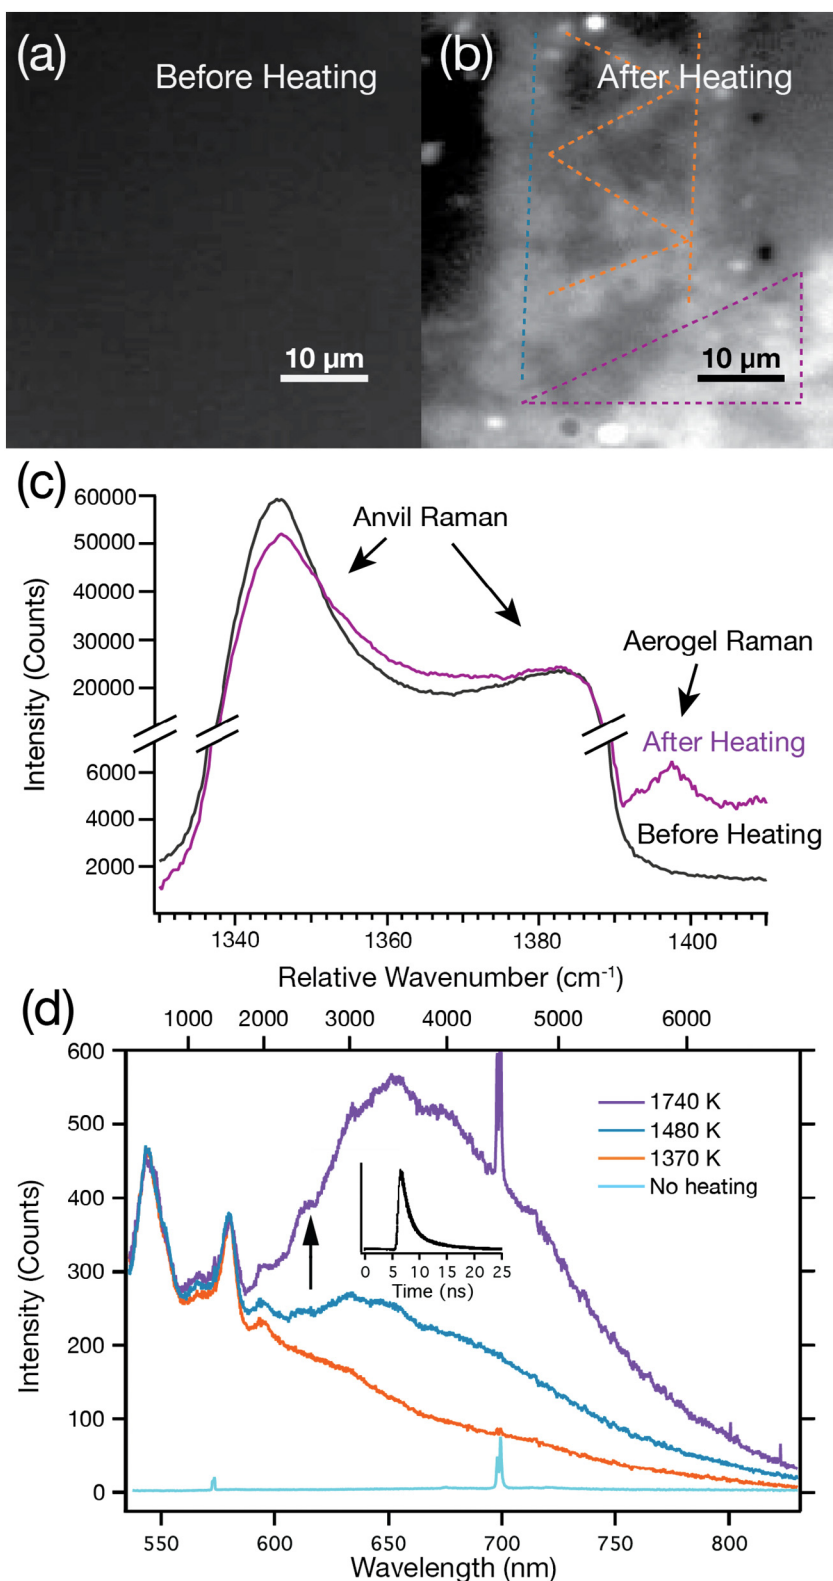 (a)
Before Heating
10 µm
(b)
After Heating
10 µm
(c)
60000
50000
40000
30000
20000
6000
4000
2000
Intensity (Counts)
Anvil Raman
Aerogel Raman
After Heating
Before Heating
1340
1360
1380
1400
Relative Wavenumber (cm⁻¹)
(d)
1000
2000
3000
4000
5000
6000
600
500
400
300
200
100
0
Intensity (Counts)
1740 K
1480 K
1370 K
No heating
0
5
10
15
20
25
Time (ns)
550
600
650
700
750
800
Wavelength (nm)